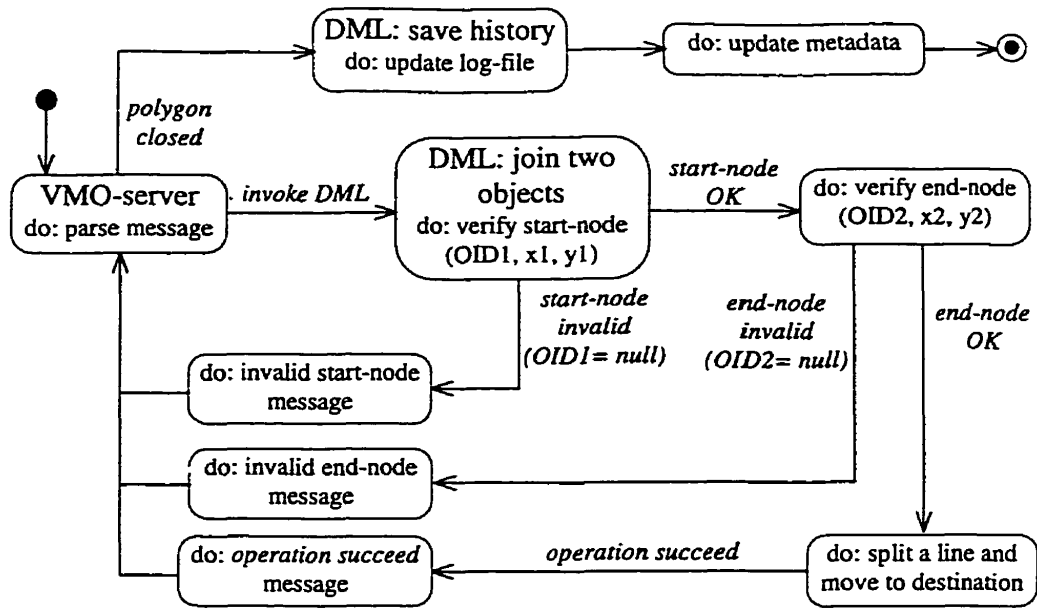 DML: save history
do: update log-file
do: update metadata
polygon
closed
VMO-server
do: parse message
. invoke DML
DML: join two
objects
do: verify start-node
(OID1, x1, y1)
start-node
OK
do: verify end-node
(OID2, x2, y2)
start-node
invalid
(OID1= null)
end-node
invalid
(OID2= null)
end-node
OK
do: invalid start-node
message
do: invalid end-node
message
do: operation succeed
message
operation succeed
do: split a line and
move to destination